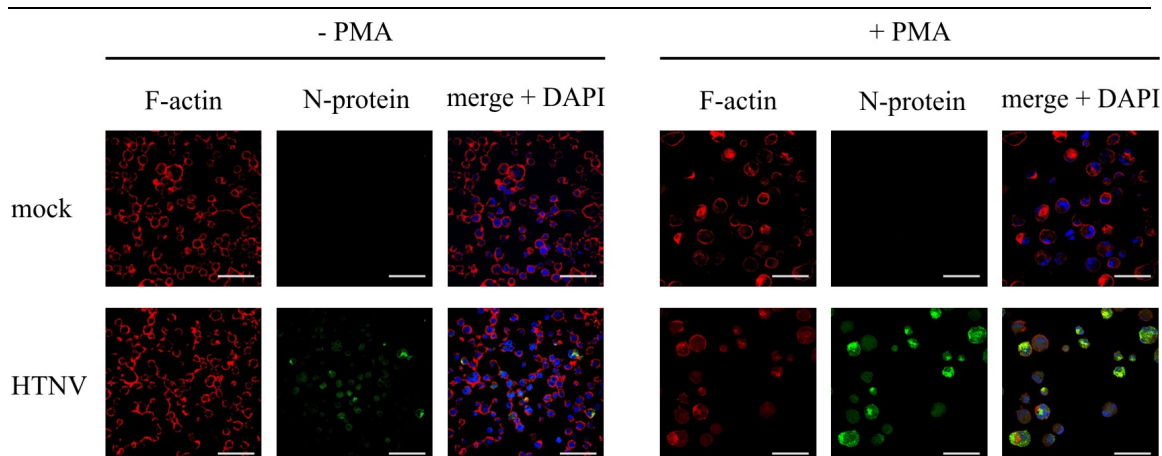 - PMA + PMA
F-actin N-protein merge + DAPI F-actin N-protein merge + DAPI
mock
HTNV